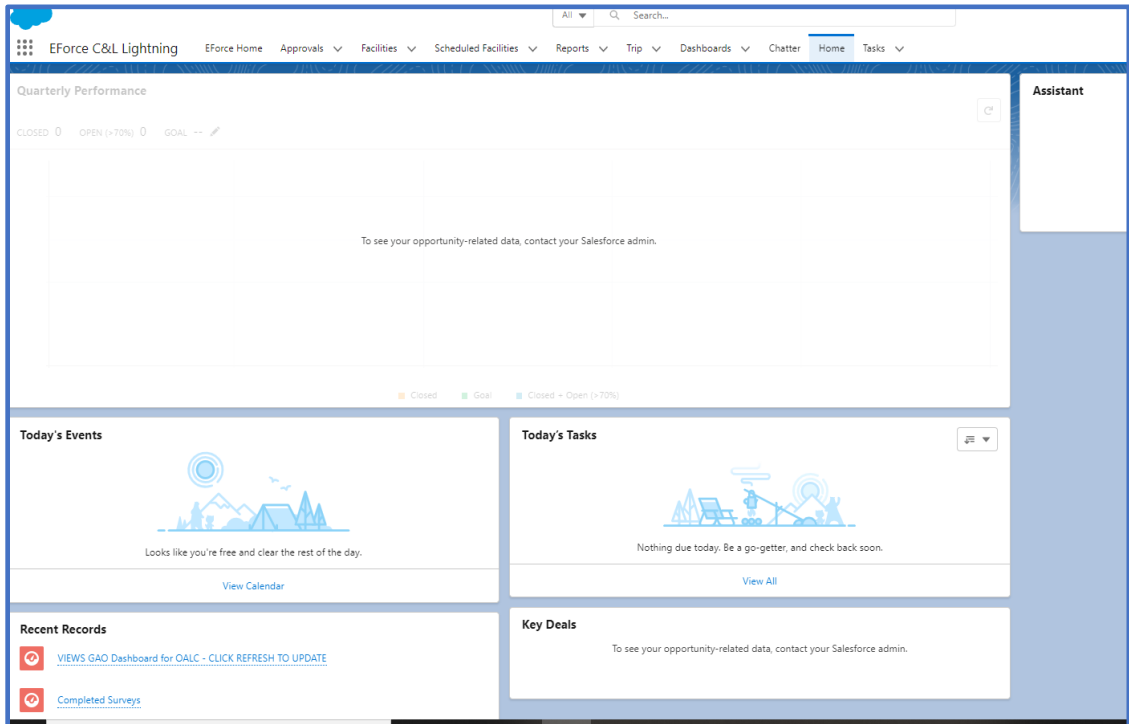 All
Search...
EForce C&L Lightning
EForce Home Approvals Facilities Scheduled Facilities Reports Trip Dashboards Chatter Home Tasks
Quarterly Performance
CLOSED 0 OPEN (>70%) 0 GOAL --
To see your opportunity-related data, contact your Salesforce admin.
Closed Goal Closed + Open (>70%)
Assistant
Today's Events
Looks like you're free and clear the rest of the day.
View Calendar
Today's Tasks
Nothing due today. Be a go-getter, and check back soon.
View All
Recent Records
VIEWS GAO Dashboard for OALC - CLICK REFRESH TO UPDATE
Completed Surveys
Key Deals
To see your opportunity-related data, contact your Salesforce admin.